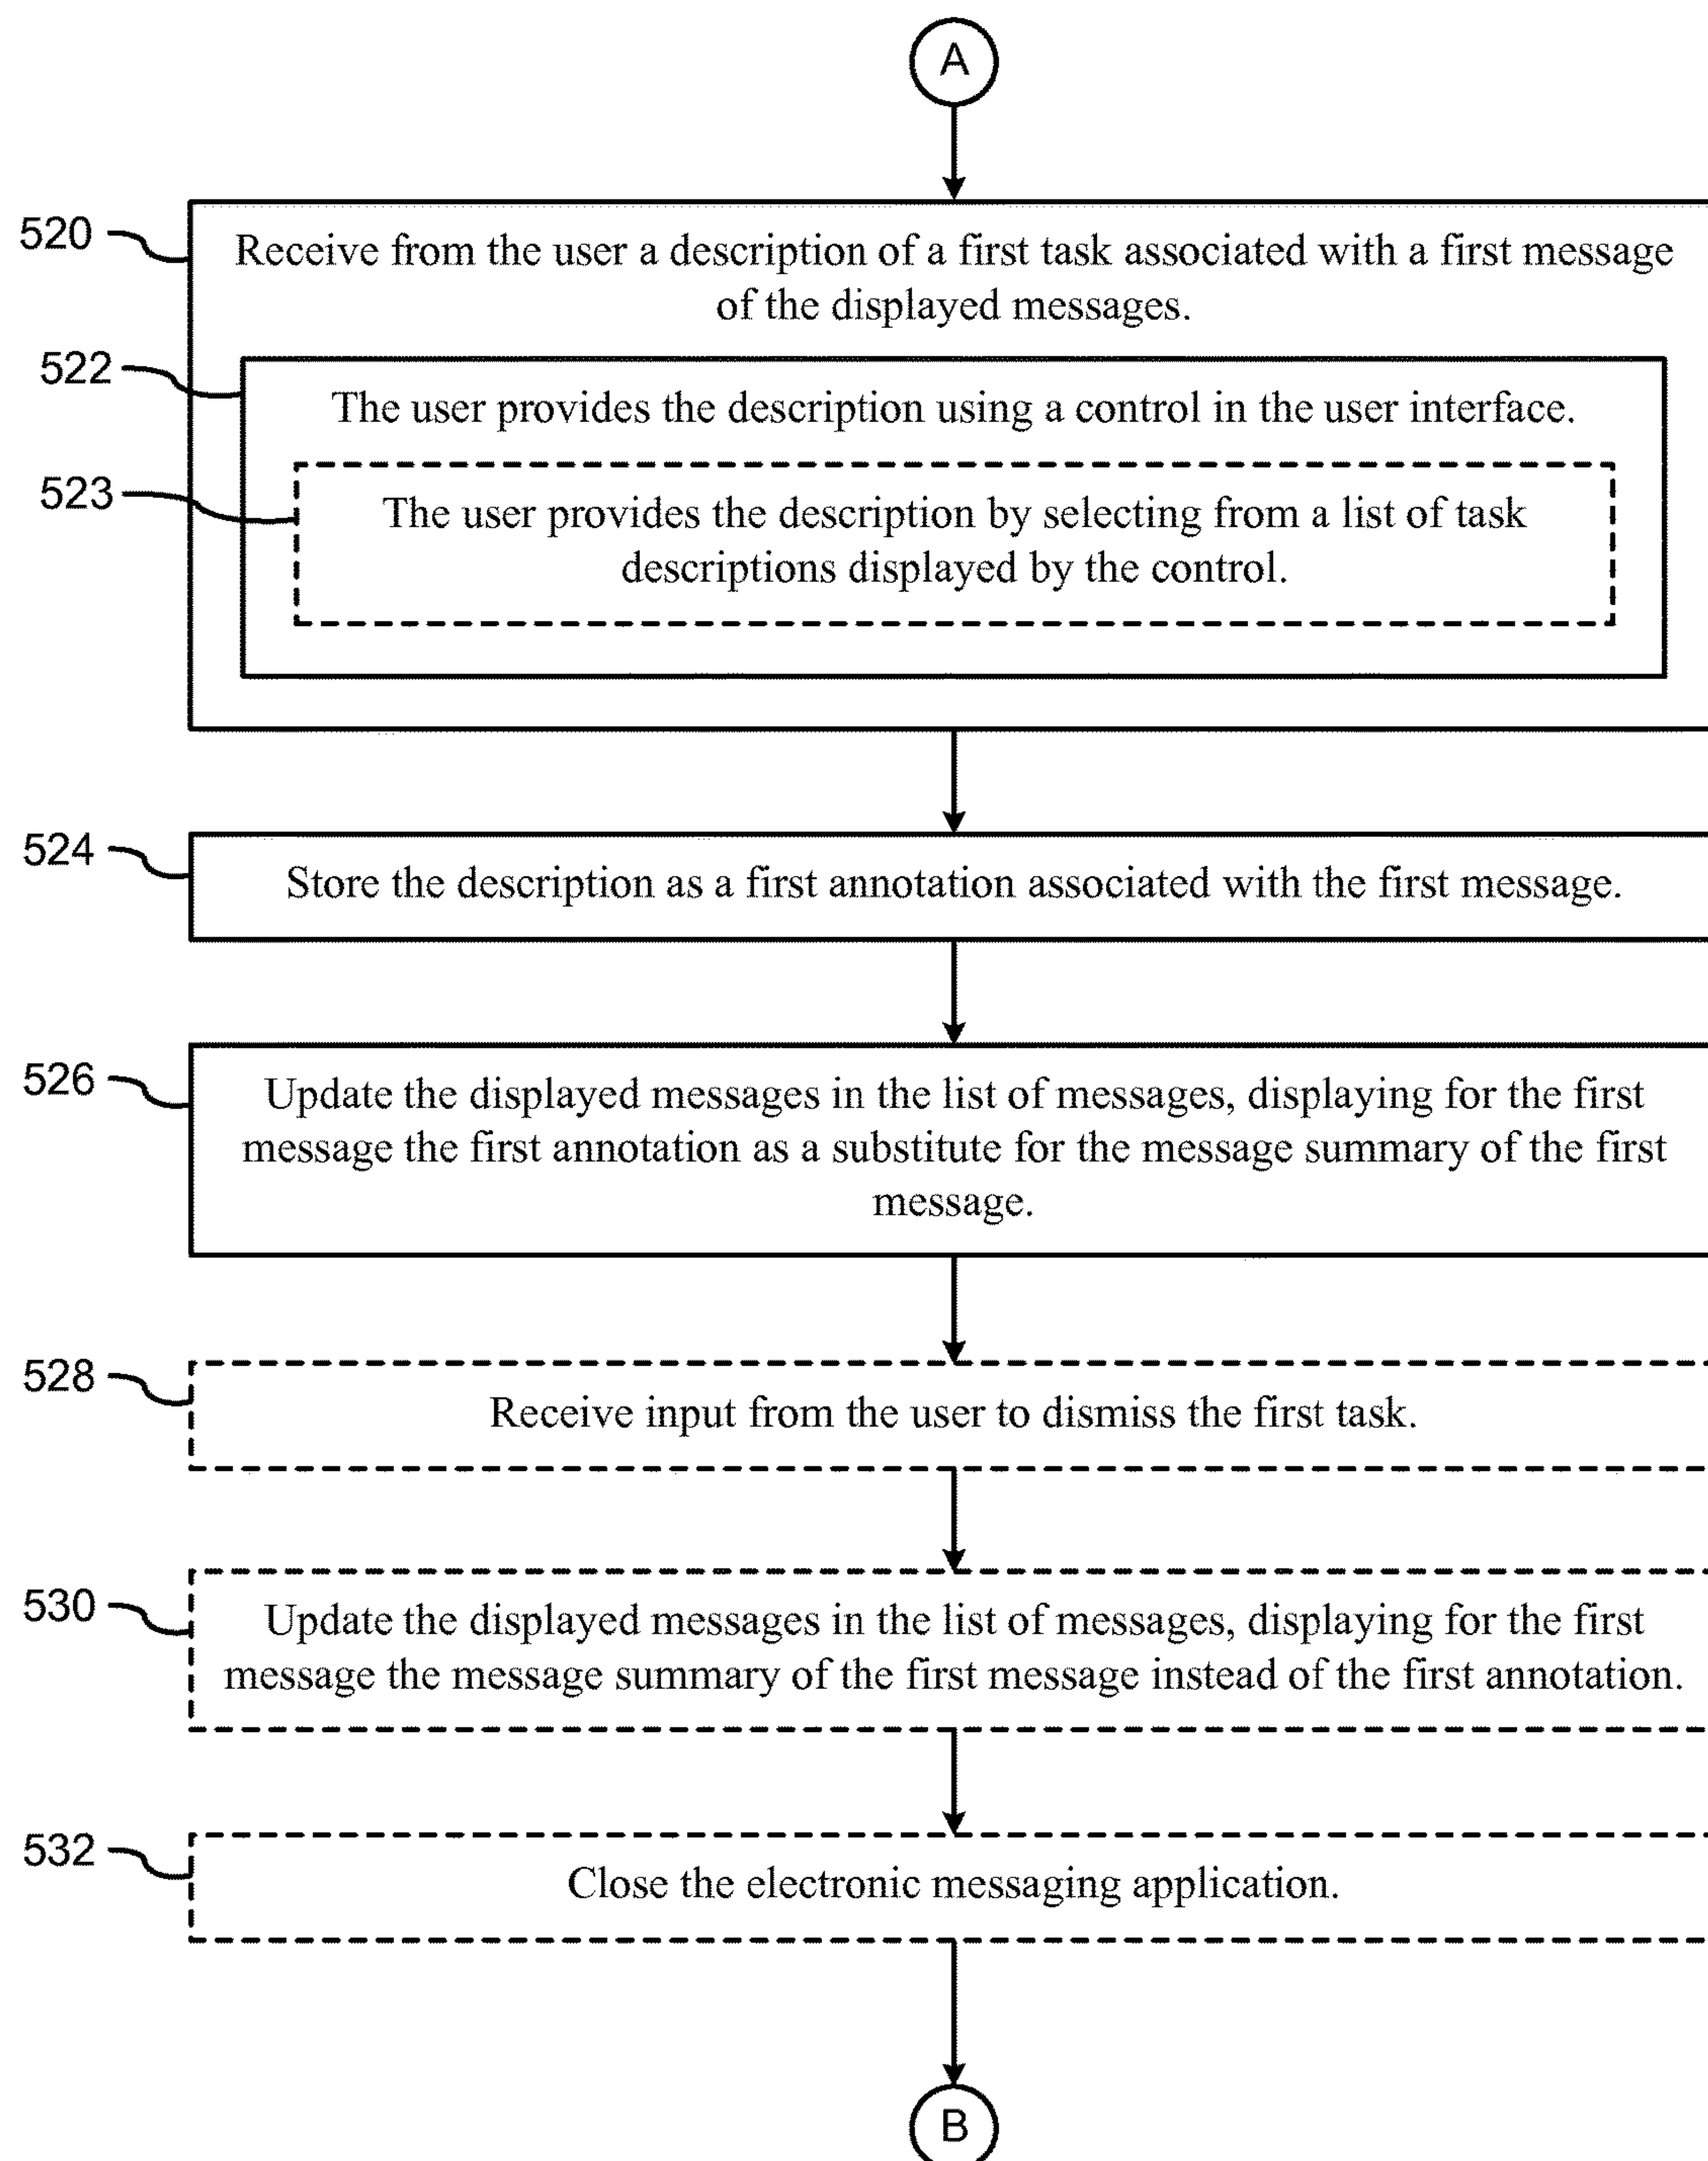 A
520
Receive from the user a description of a first task associated with a first message
of the displayed messages.
522
The user provides the description using a control in the user interface.
523
The user provides the description by selecting from a list of task
descriptions displayed by the control.
524
Store the description as a first annotation associated with the first message.
526
Update the displayed messages in the list of messages, displaying for the first
message the first annotation as a substitute for the message summary of the first
message.
528
Receive input from the user to dismiss the first task.
530
Update the displayed messages in the list of messages, displaying for the first
message the message summary of the first message instead of the first annotation.
532
Close the electronic messaging application.
B